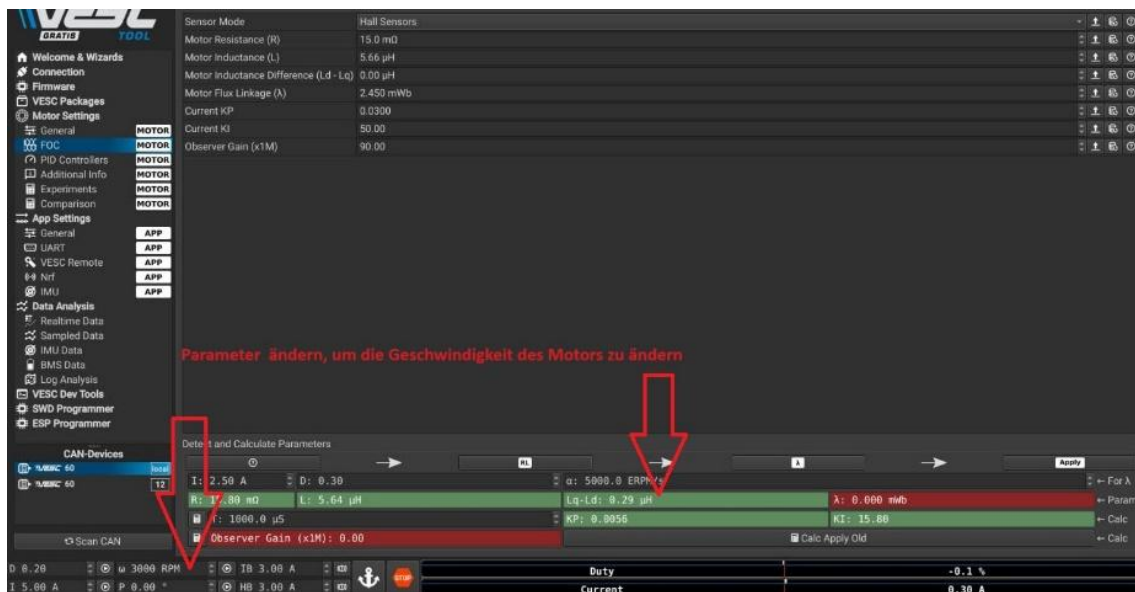 VESC
GRATIS TOOL
Welcome & Wizards
Connection
Firmware
VESC Packages
Motor Settings
General MOTOR
FOC MOTOR
PID Controllers MOTOR
Additional Info MOTOR
Experiments MOTOR
Comparison MOTOR
App Settings
General APP
UART APP
VESC Remote APP
Nrf APP
IMU APP
Data Analysis
Realtime Data
Sampled Data
IMU Data
BMS Data
Log Analysis
VESC Dev Tools
SWD Programmer
ESP Programmer
CAN-Devices
VESC 60 local
VESC 60 12
Scan CAN
Sensor Mode Hall Sensors
Motor Resistance (R) 15.0 mΩ
Motor Inductance (L) 5.66 µH
Motor Inductance Difference (Ld - Lq) 0.00 µH
Motor Flux Linkage (λ) 2.450 mWb
Current KP 0.0300
Current KI 50.00
Observer Gain (x1M) 90.00
Parameter ändern, um die Geschwindigkeit des Motors zu ändern
Detect and Calculate Parameters
RL λ Apply
I: 2.50 A D: 0.30 α: 5000.0 ERPM/s ← For λ
R: 15.80 mΩ L: 5.64 µH Lq-Ld: 0.29 µH λ: 0.000 mWb ← Param
T: 1000.0 µS KP: 0.0056 KI: 15.80 ← Calc
Observer Gain (x1M): 0.00 Calc Apply Old ← Calc
D 0.20 ω 3000 RPM IB 3.00 A STOP Duty -0.1 %
I 5.00 A P 0.00 ° HB 3.00 A Current 0.30 A